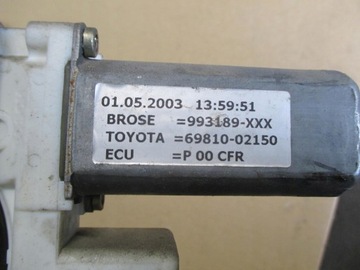 01.05.2003 13:59:51
BROSE =993189-XXX
TOYOTA =69810-02150
ECU =P 00 CFR